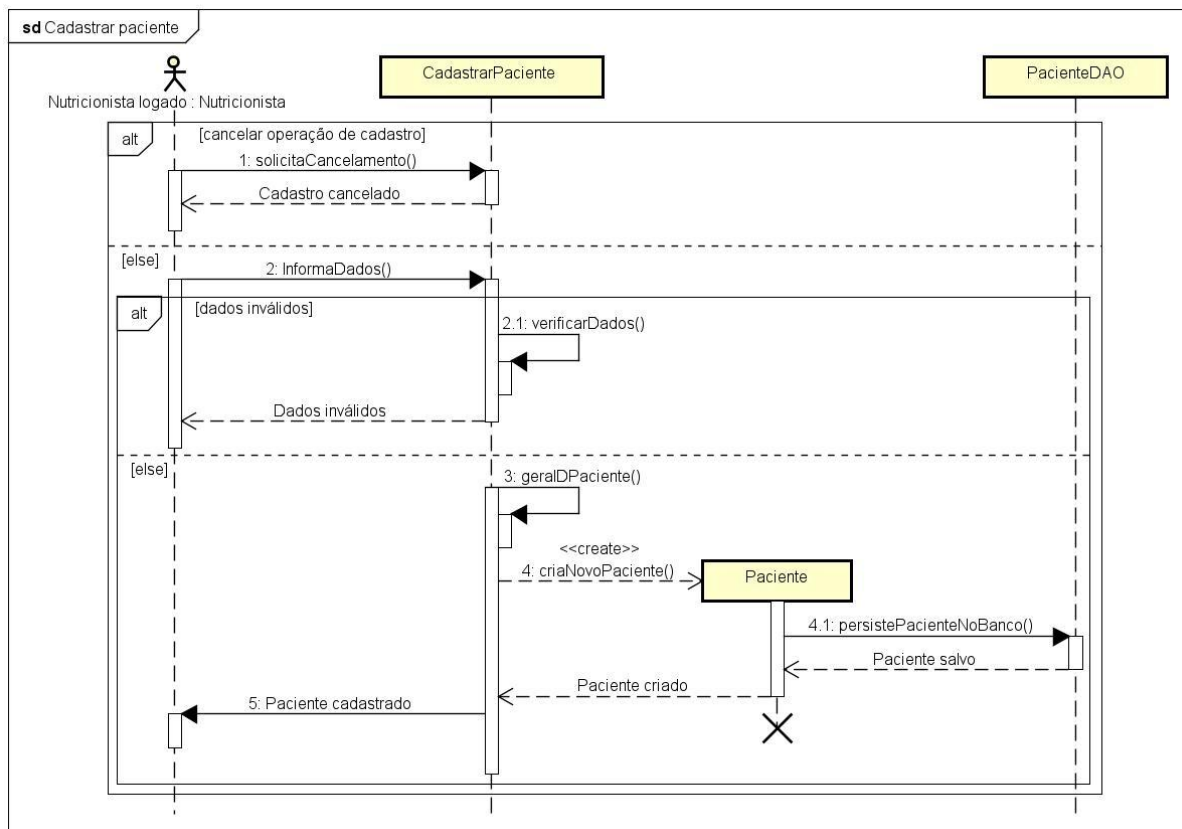 sd Cadastrar paciente
CadastrarPaciente
PacienteDAO
Nutricionista logado : Nutricionista
alt
[cancelar operação de cadastro]
1: solicitaCancelamento()
Cadastro cancelado
[else]
2: InformaDados()
alt
[dados inválidos]
2.1: verificarDados()
Dados inválidos
[else]
3: geraIDPaciente()
<<create>>
4: criaNovoPaciente()
Paciente
4.1: persistePacienteNoBanco()
Paciente salvo
Paciente criado
5: Paciente cadastrado